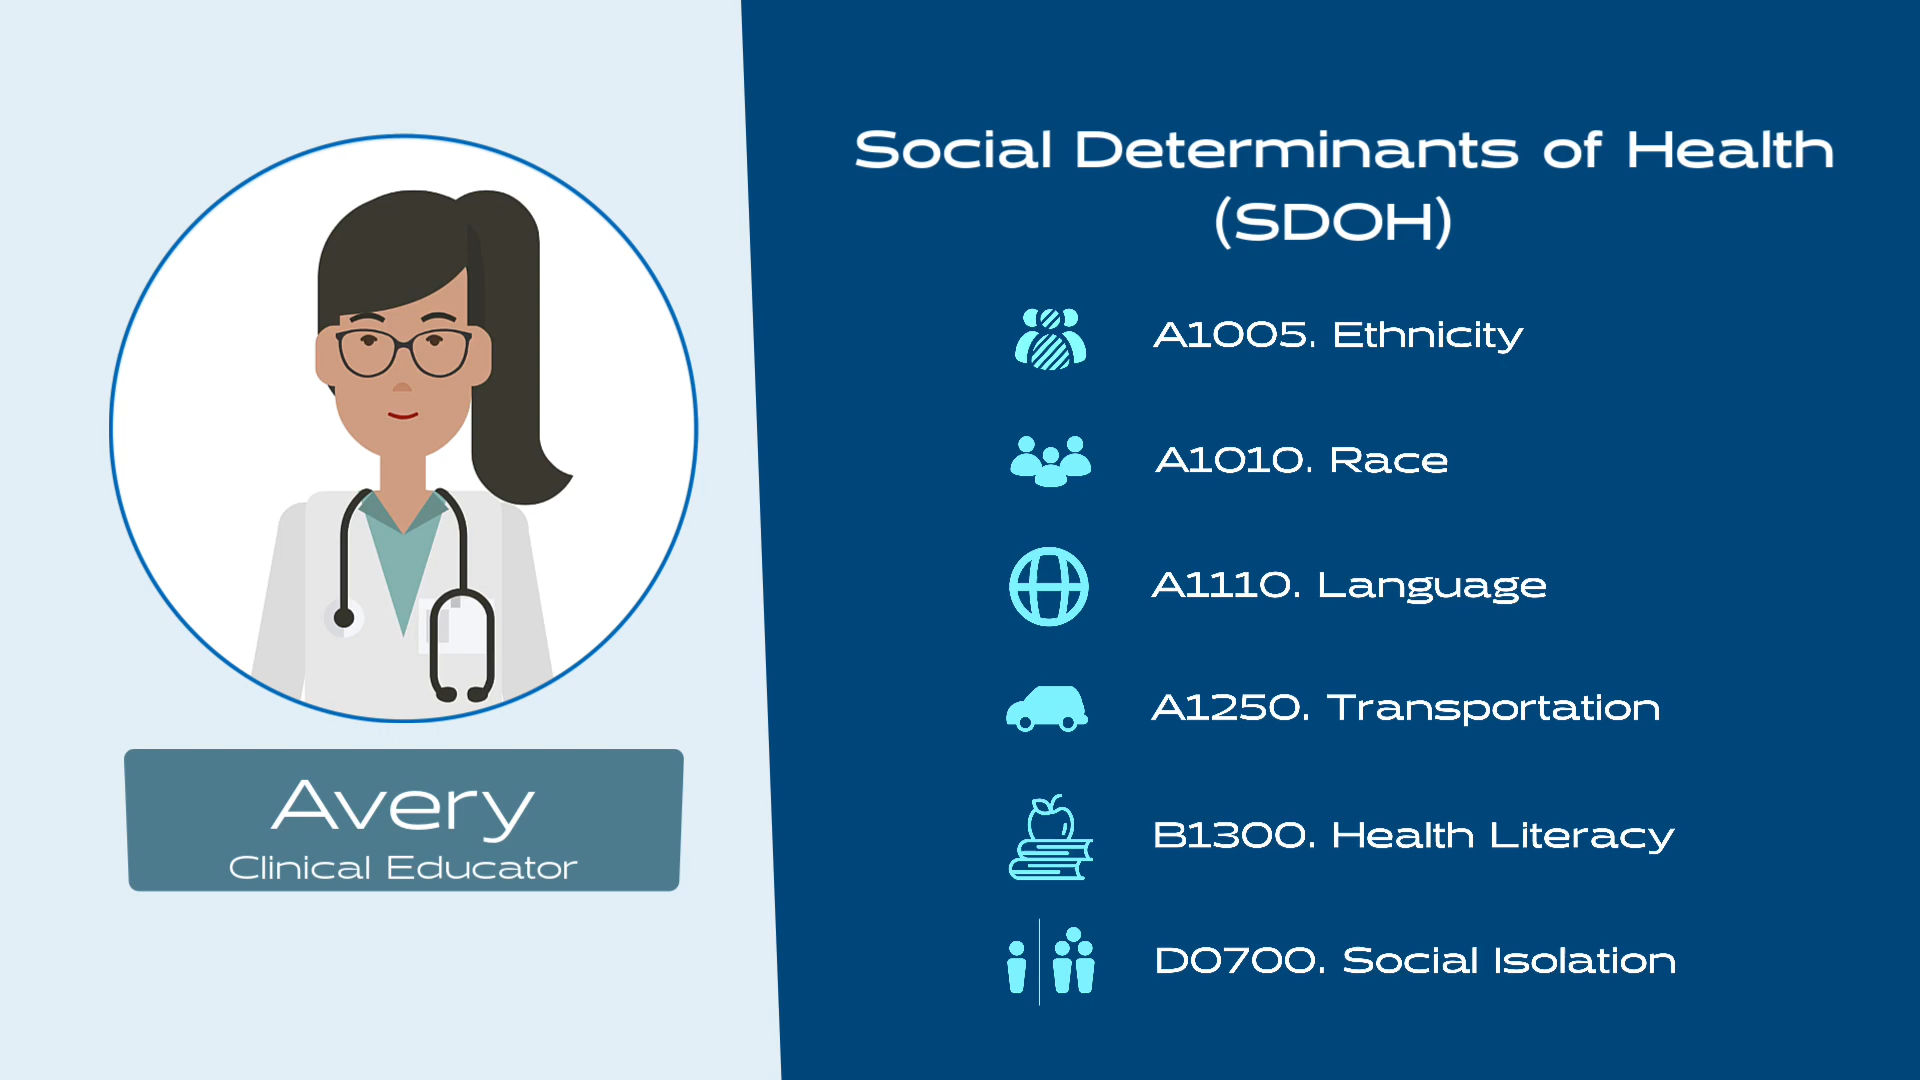 Social Determinants of Health
(SDOH)
A1005. Ethnicity
A1010. Race
A1110. Language
A1250. Transportation
B1300. Health Literacy
D0700. Social Isolation
Avery
Clinical Educator